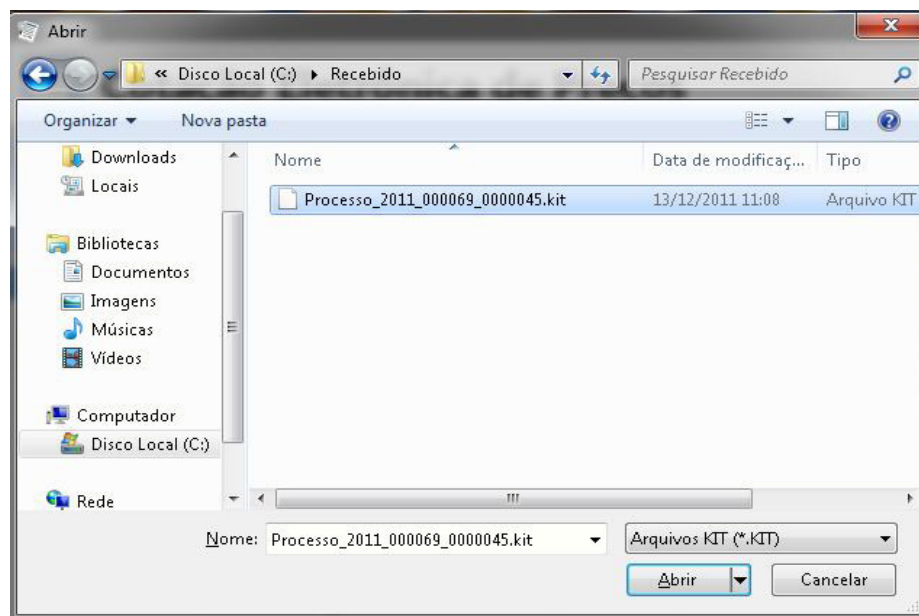 Abrir
« Disco Local (C:) ▸ Recebido
Pesquisar Recebido
Organizar
Nova pasta
Nome
Data de modificaç...
Tipo
Downloads
Locais
Bibliotecas
Documentos
Imagens
Músicas
Vídeos
Computador
Disco Local (C:)
Rede
Processo_2011_000069_0000045.kit
13/12/2011 11:08
Arquivo KIT
Nome: Processo_2011_000069_0000045.kit
Arquivos KIT (*.KIT)
Abrir
Cancelar